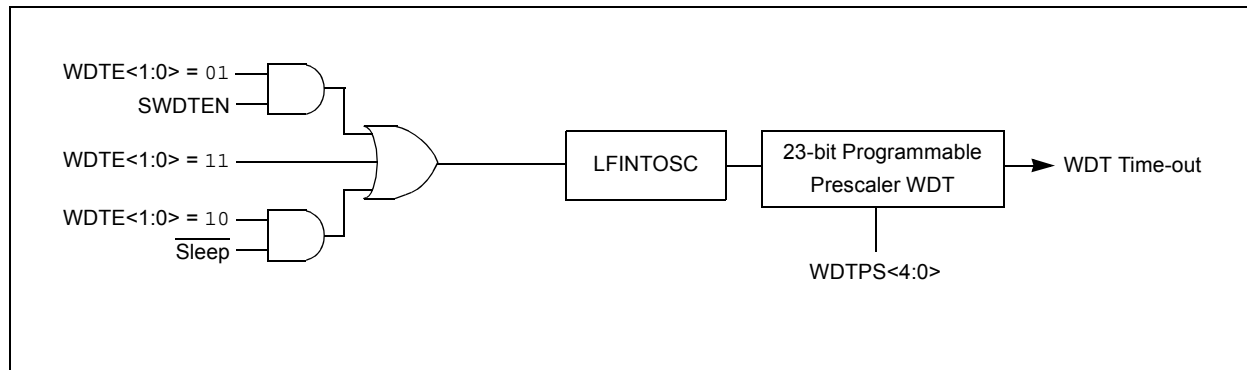 WDTE<1:0> = 01
SWDTEN
WDTE<1:0> = 11
WDTE<1:0> = 10
Sleep
LFINTOSC
23-bit Programmable
Prescaler WDT
WDT Time-out
WDTPS<4:0>